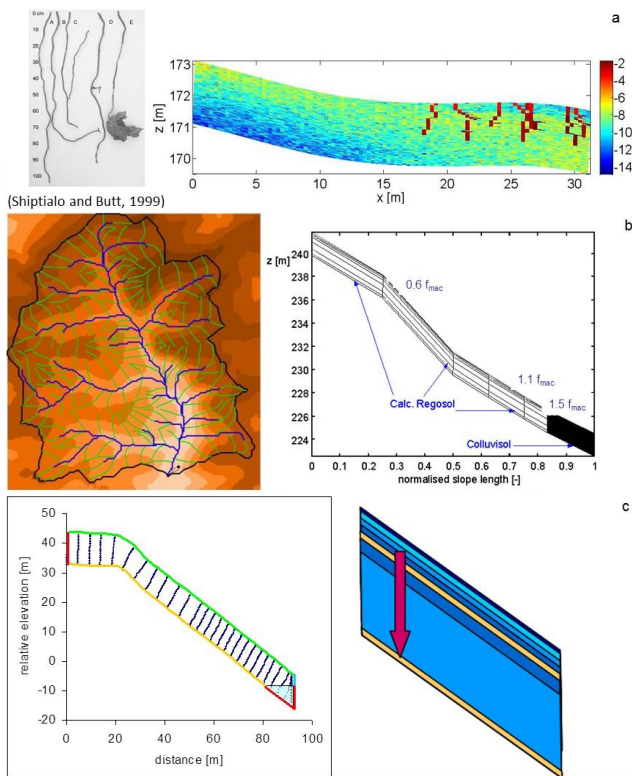 a
0 cm
A B C D E
10
20
30
40
50
60
70
80
90
100
(Shiptialo and Butt, 1999)
173
172
171
170
z [m]
0 5 10 15 20 25 30
x [m]
-2
-4
-6
-8
-10
-12
-14
b
z [m]
240
238
236
234
232
230
228
226
224
0.6 fmac
1.1 fmac
1.5 fmac
Calc. Regosol
Colluvisol
0 0.1 0.2 0.3 0.4 0.5 0.6 0.7 0.8 0.9 1
normalised slope length [-]
c
relative elevation [m]
50
40
30
20
10
0
-10
-20
0 20 40 60 80 100
distance [m]